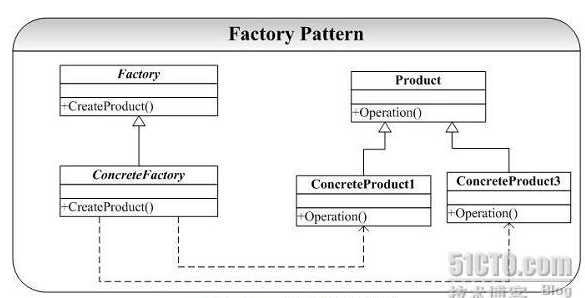 Factory Pattern
Factory
+CreateProduct()
Product
+Operation()
ConcreteFactory
+CreateProduct()
ConcreteProduct1
+Operation()
ConcreteProduct3
+Operation()
51CTO.com
技术博客 Blog